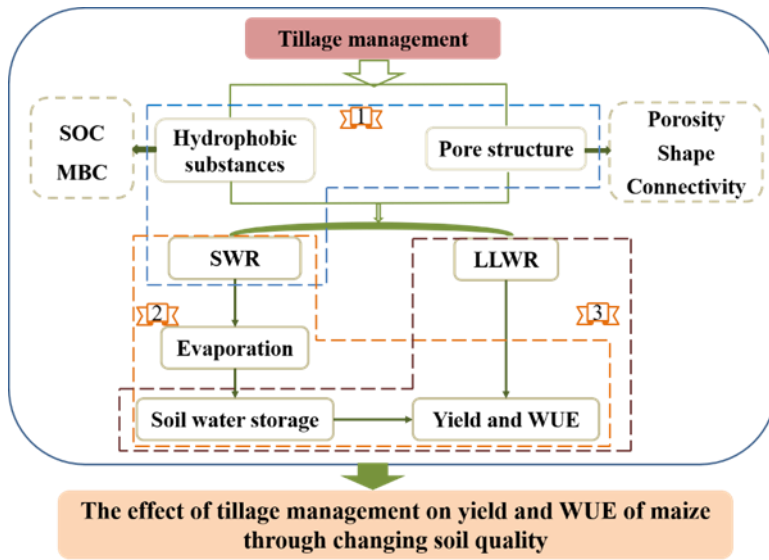 Tillage management
1
SOC
MBC
Hydrophobic
substances
Pore structure
Porosity
Shape
Connectivity
SWR
LLWR
2
3
Evaporation
Soil water storage
Yield and WUE
The effect of tillage management on yield and WUE of maize
through changing soil quality